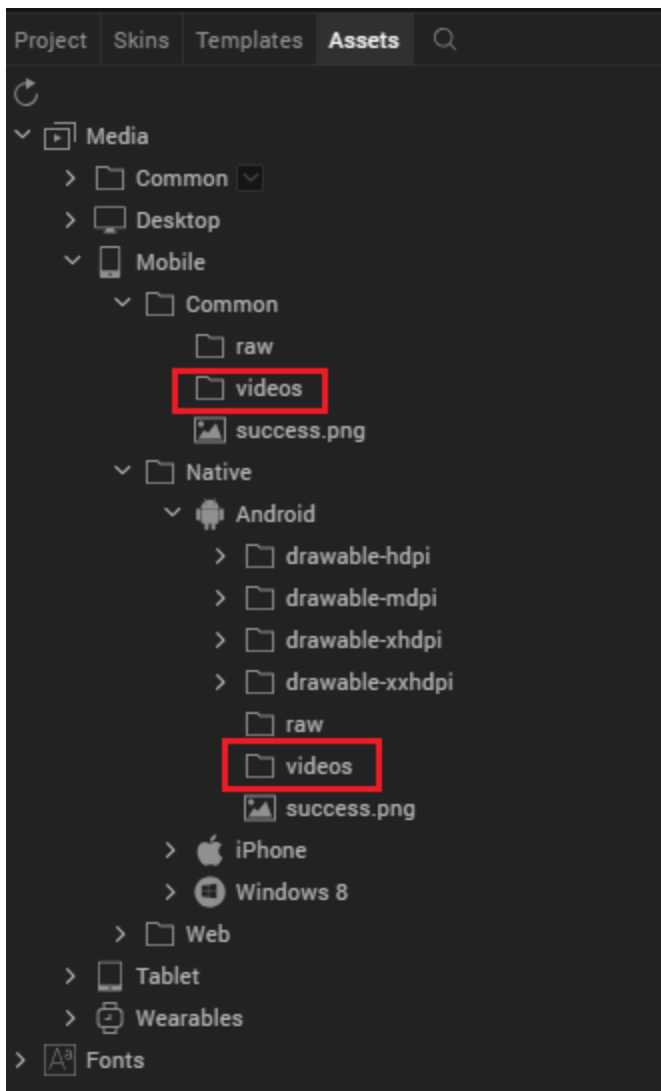 Project Skins Templates Assets
Media
Common
Desktop
Mobile
Common
raw
videos
success.png
Native
Android
drawable-hdpi
drawable-mdpi
drawable-xhdpi
drawable-xxhdpi
raw
videos
success.png
iPhone
Windows 8
Web
Tablet
Wearables
Aa Fonts